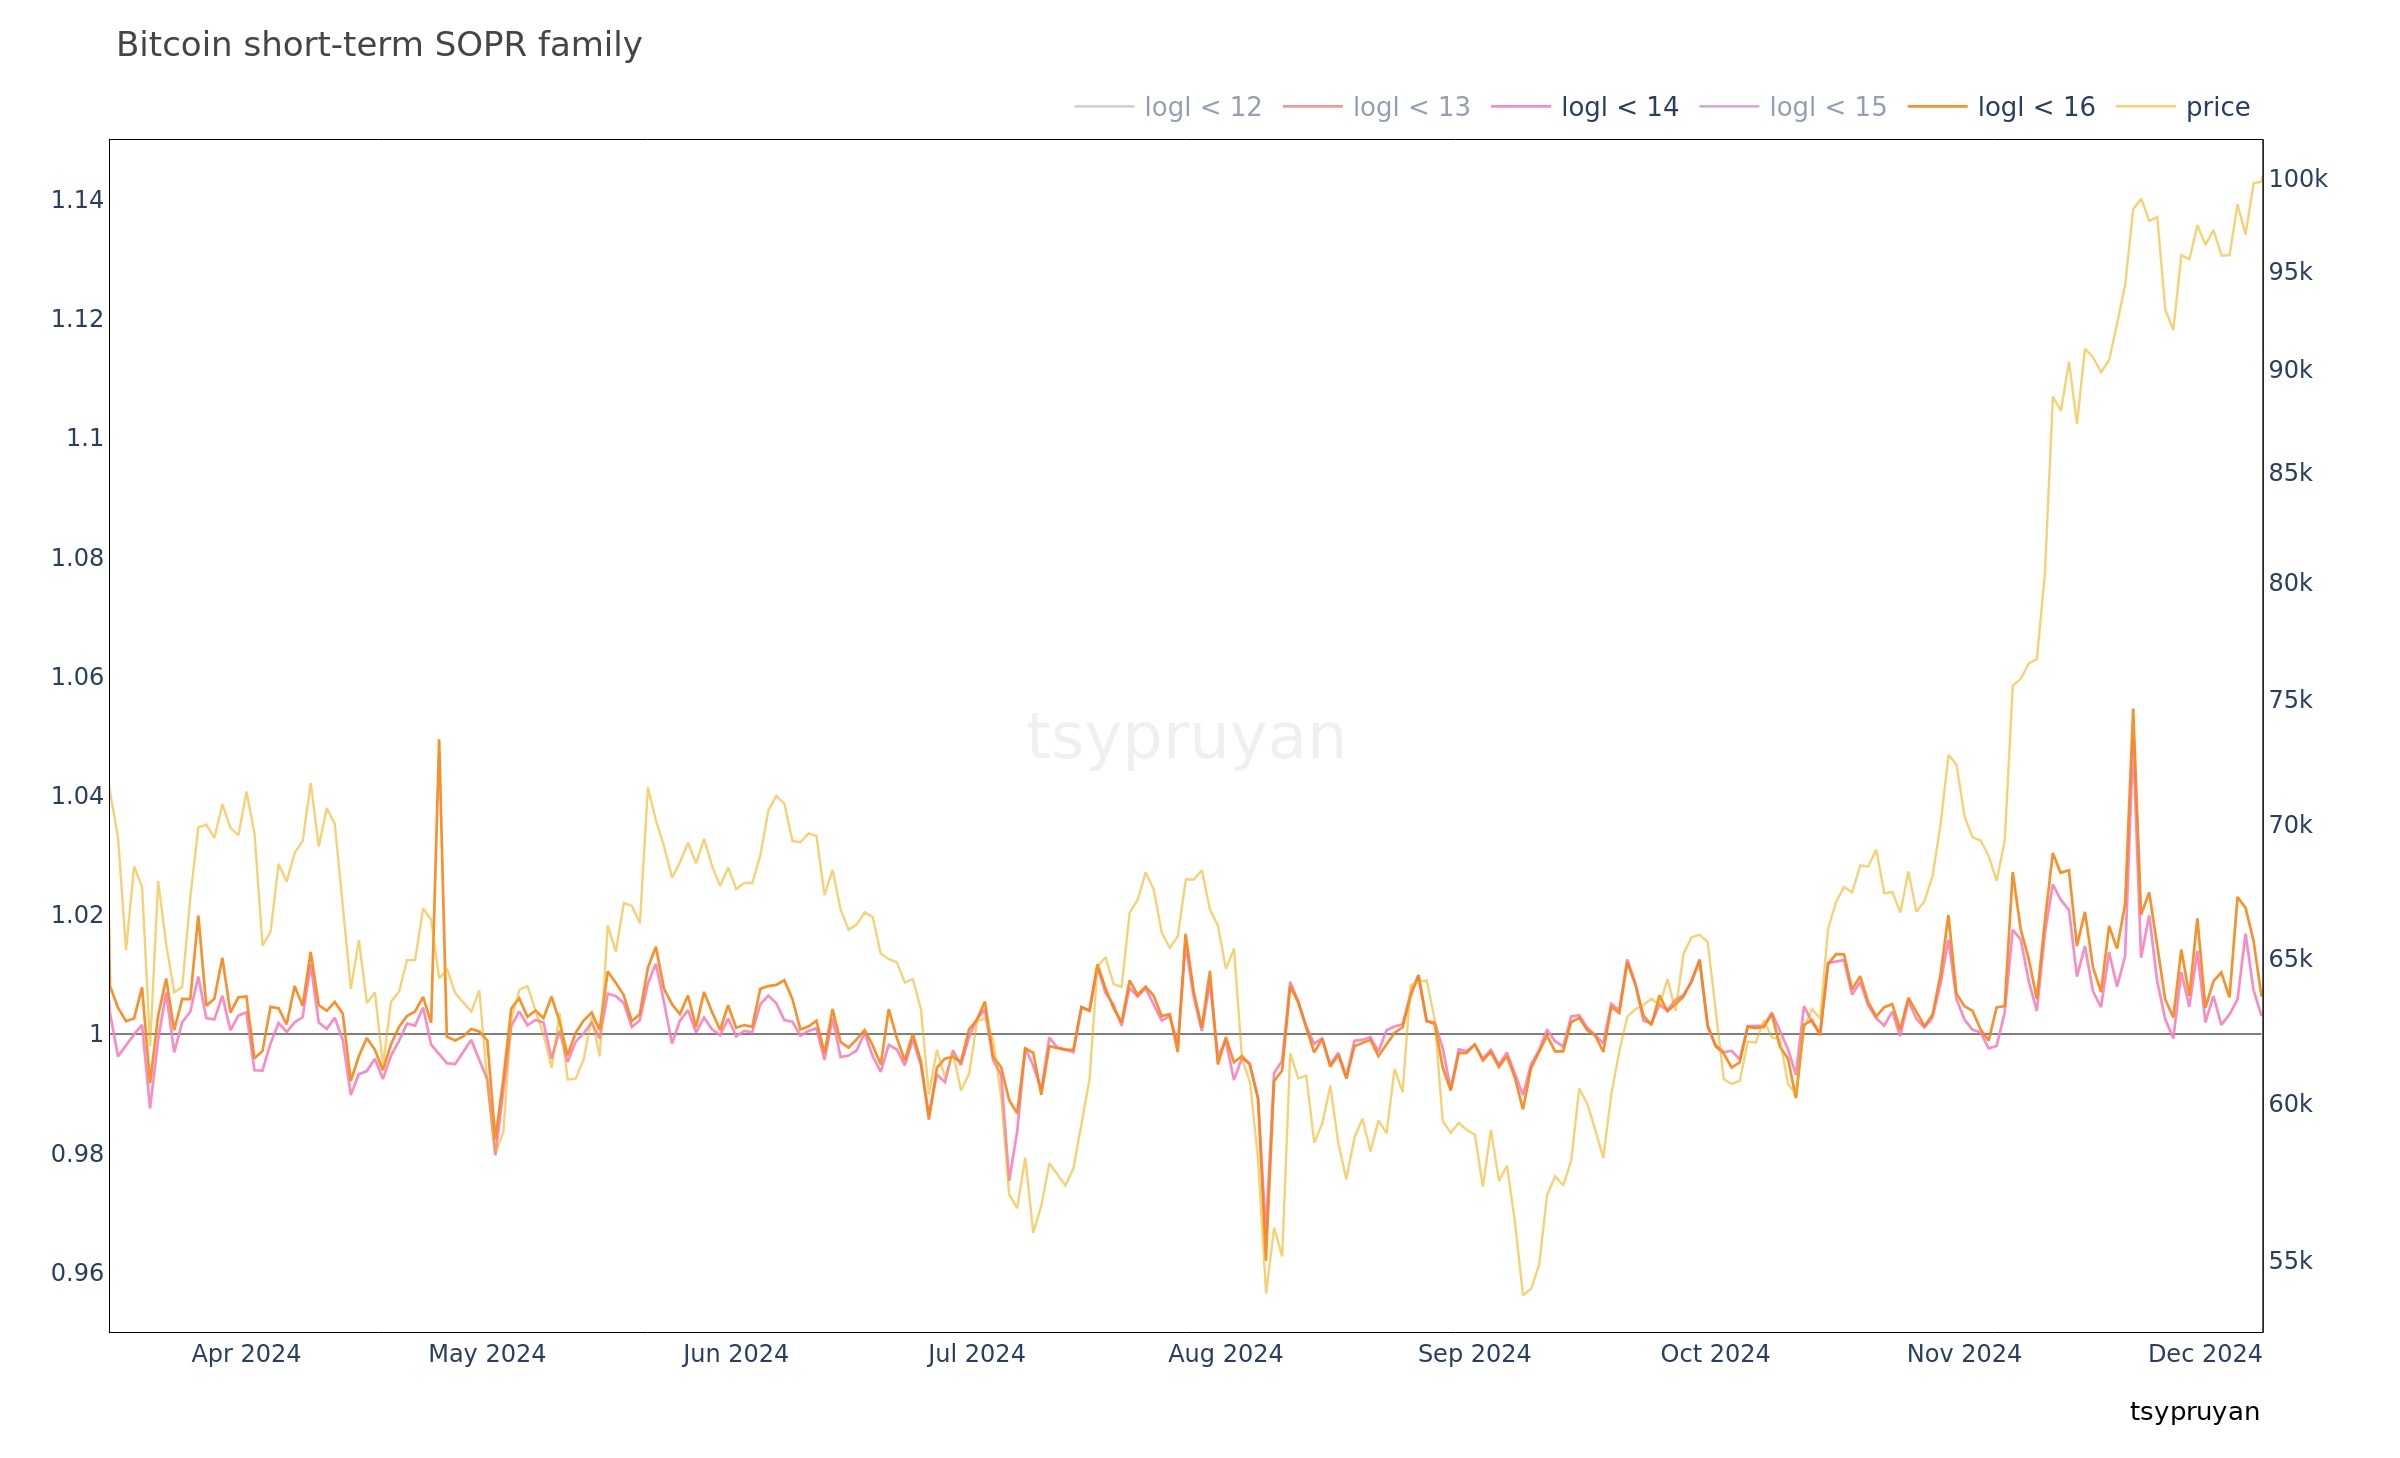 Bitcoin short-term SOPR family
logl < 12 logl < 13 logl < 14 logl < 15 logl < 16 price
1.14
1.12
1.1
1.08
1.06
1.04
1.02
1
0.98
0.96
100k
95k
90k
85k
80k
75k
70k
65k
60k
55k
tsypruyan
Apr 2024 May 2024 Jun 2024 Jul 2024 Aug 2024 Sep 2024 Oct 2024 Nov 2024 Dec 2024
tsypruyan